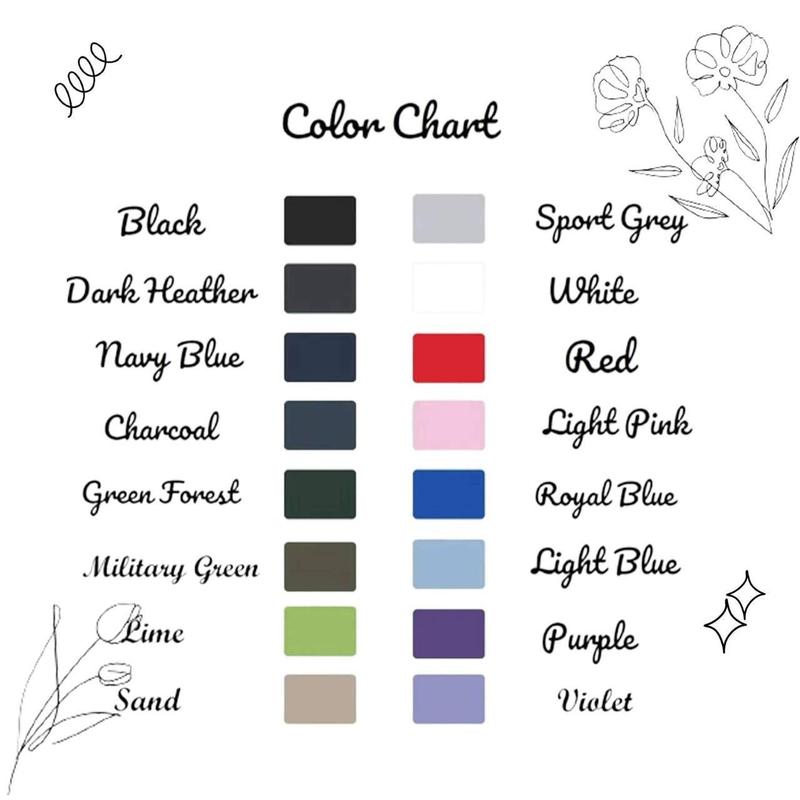 Color Chart
Black
Sport Grey
Dark Heather
White
Navy Blue
Red
Charcoal
Light Pink
Green Forest
Royal Blue
Military Green
Light Blue
Lime
Purple
Sand
Violet